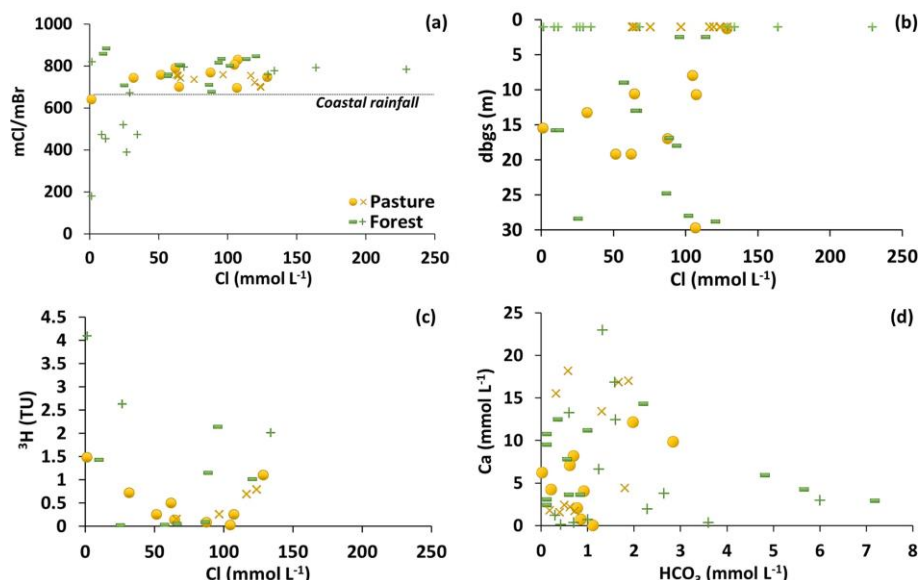 (a)
1000
800
600
400
200
0
mCl/mBr
Coastal rainfall
Pasture
Forest
0 50 100 150 200 250
Cl (mmol L⁻¹)
(b)
0
5
10
15
20
25
30
dbgs (m)
0 50 100 150 200 250
Cl (mmol L⁻¹)
(c)
4.5
4
3.5
3
2.5
2
1.5
1
0.5
0
³H (TU)
0 50 100 150 200 250
Cl (mmol L⁻¹)
(d)
25
20
15
10
5
0
Ca (mmol L⁻¹)
0 1 2 3 4 5 6 7 8
HCO₃ (mmol L⁻¹)